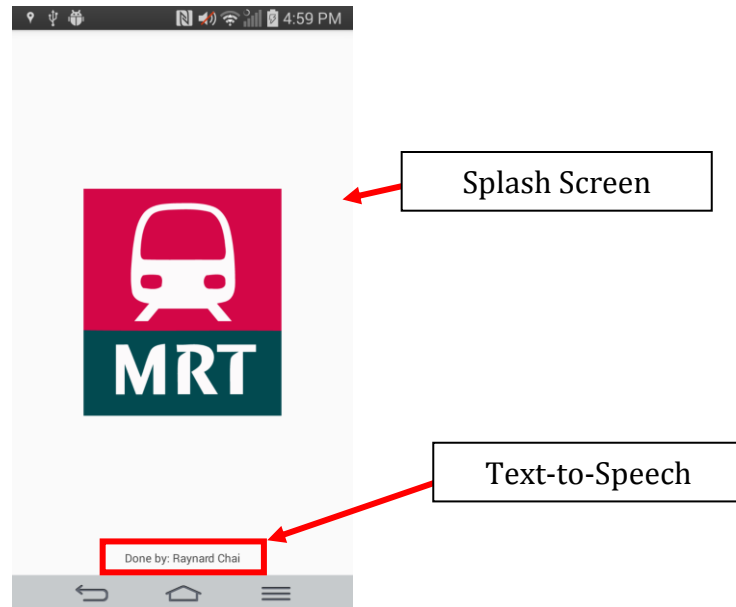 4:59 PM
Splash Screen
MRT
Text-to-Speech
Done by: Raynard Chai